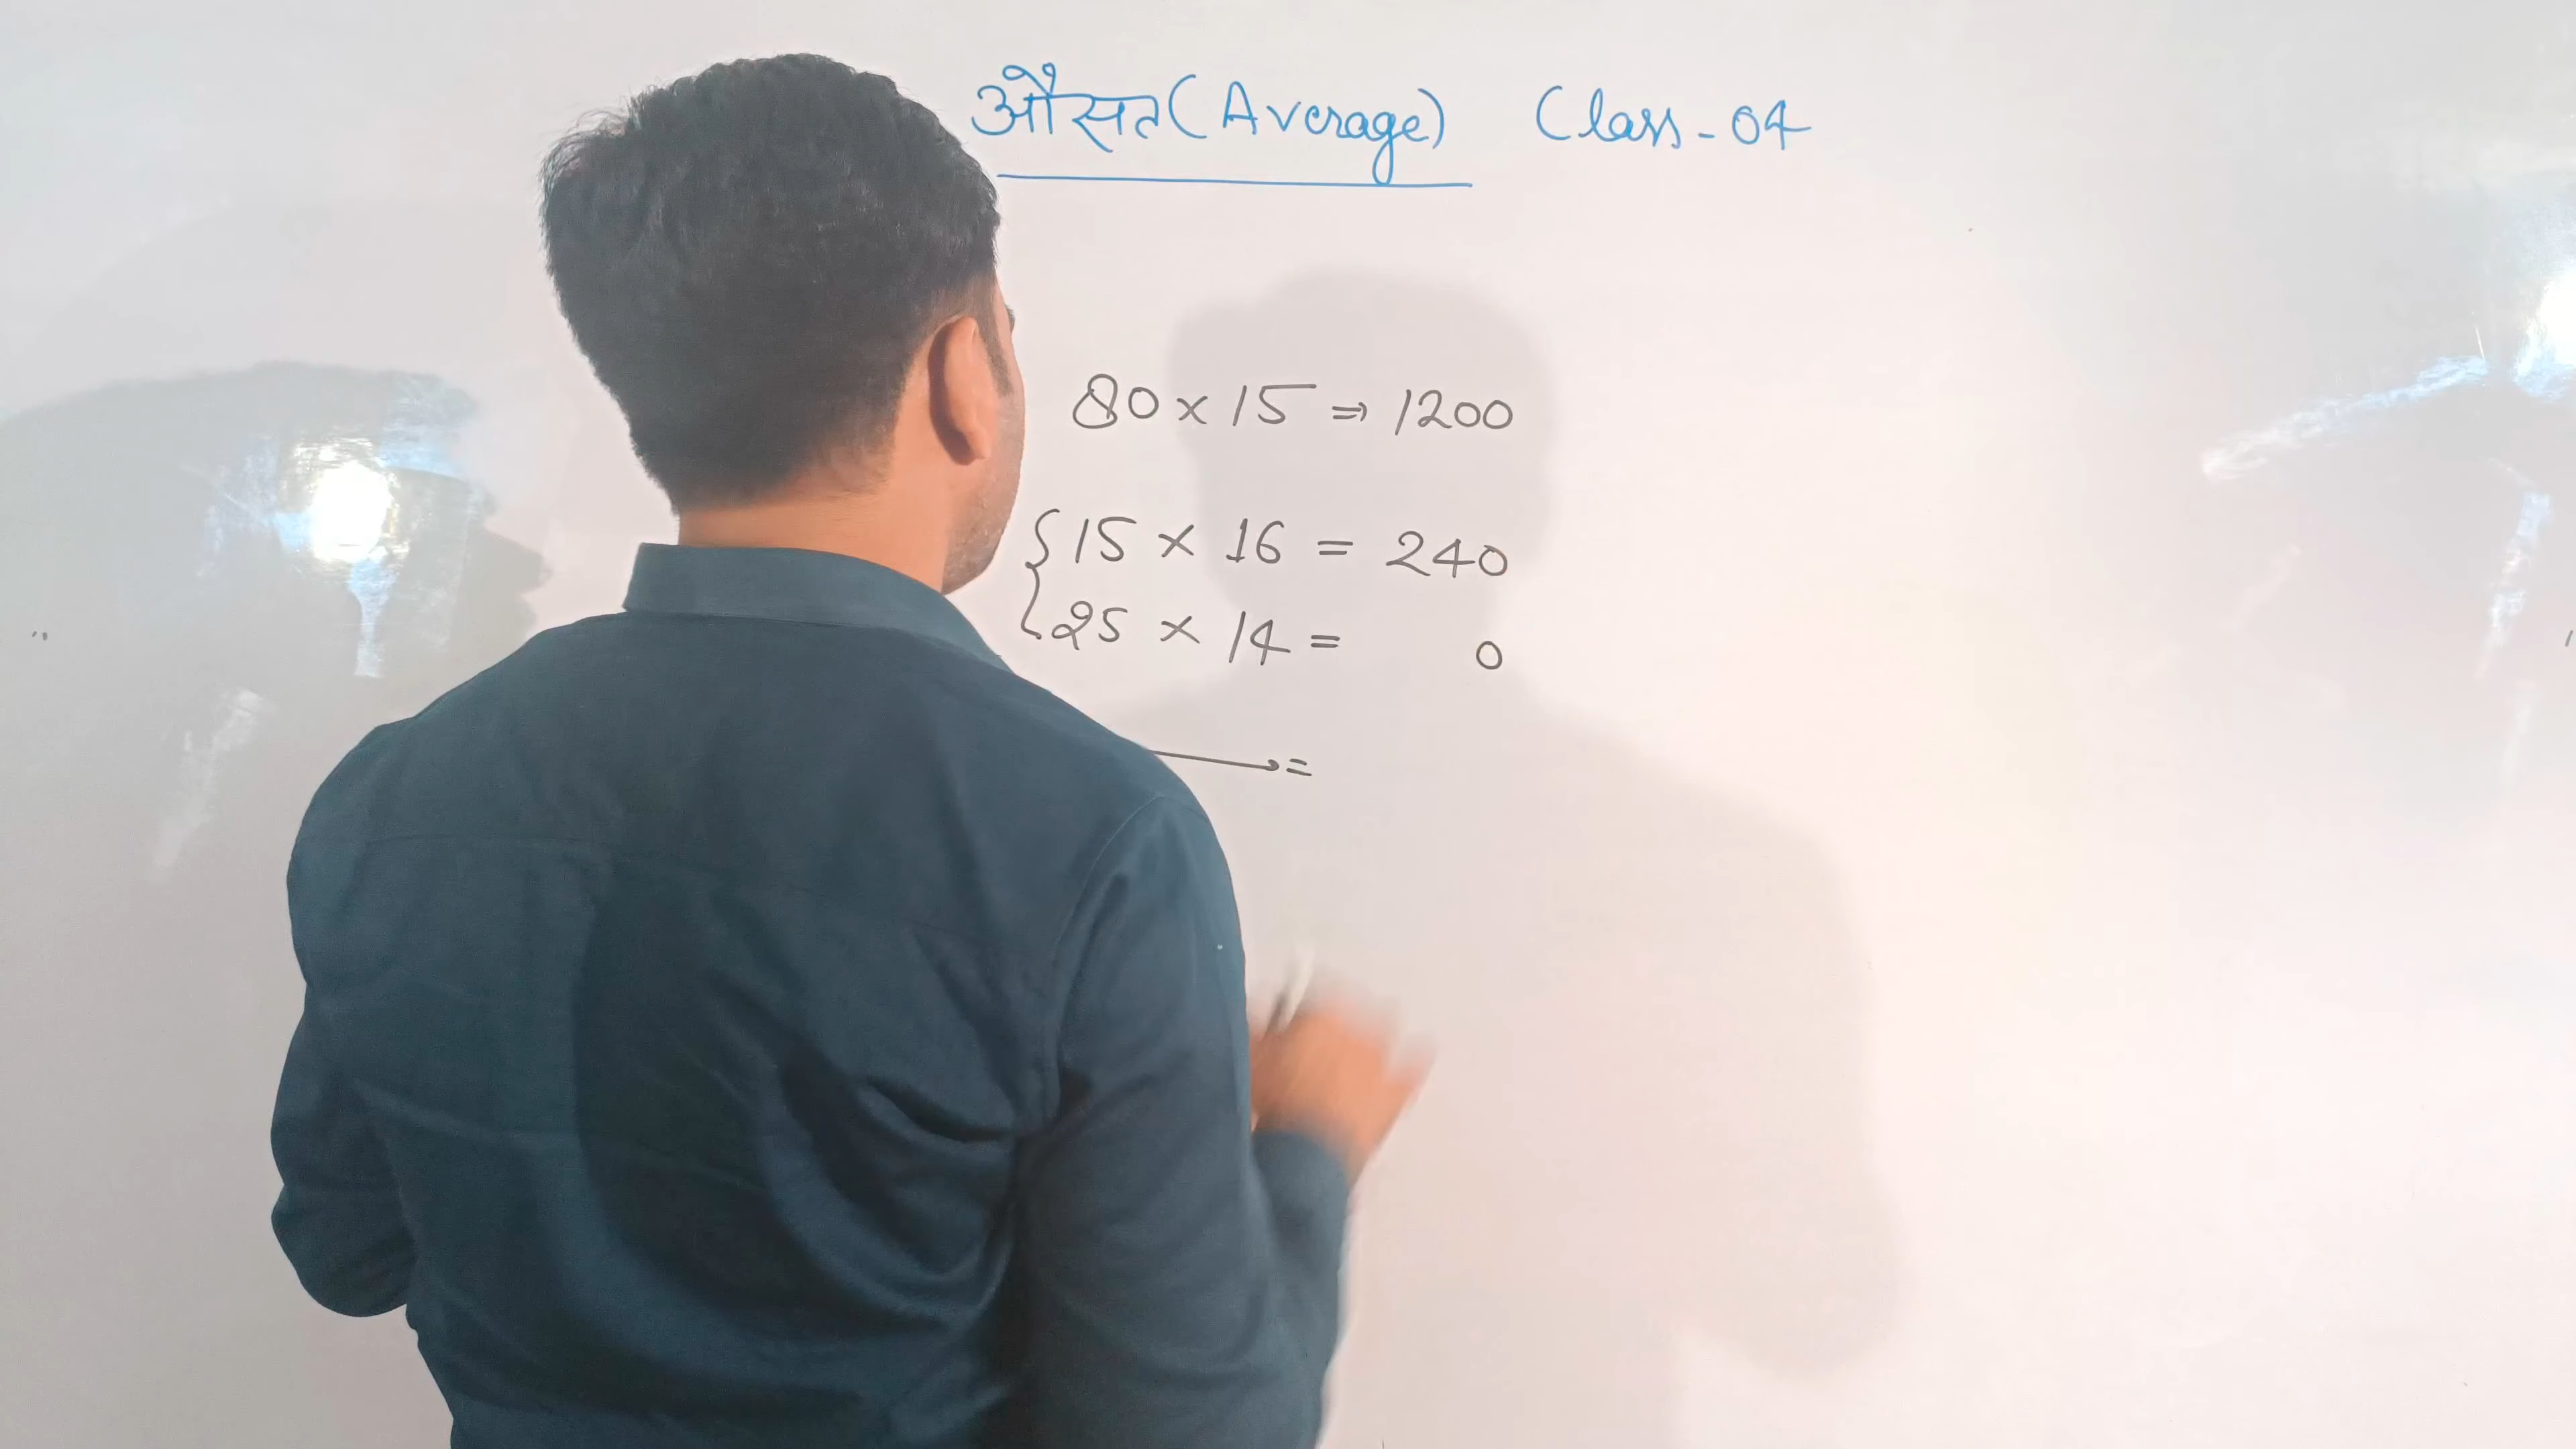 औसत (Average) Class-04
80 × 15 ⇒ 1200
{ 15 × 16 = 240
25 × 14 = 0
→ =